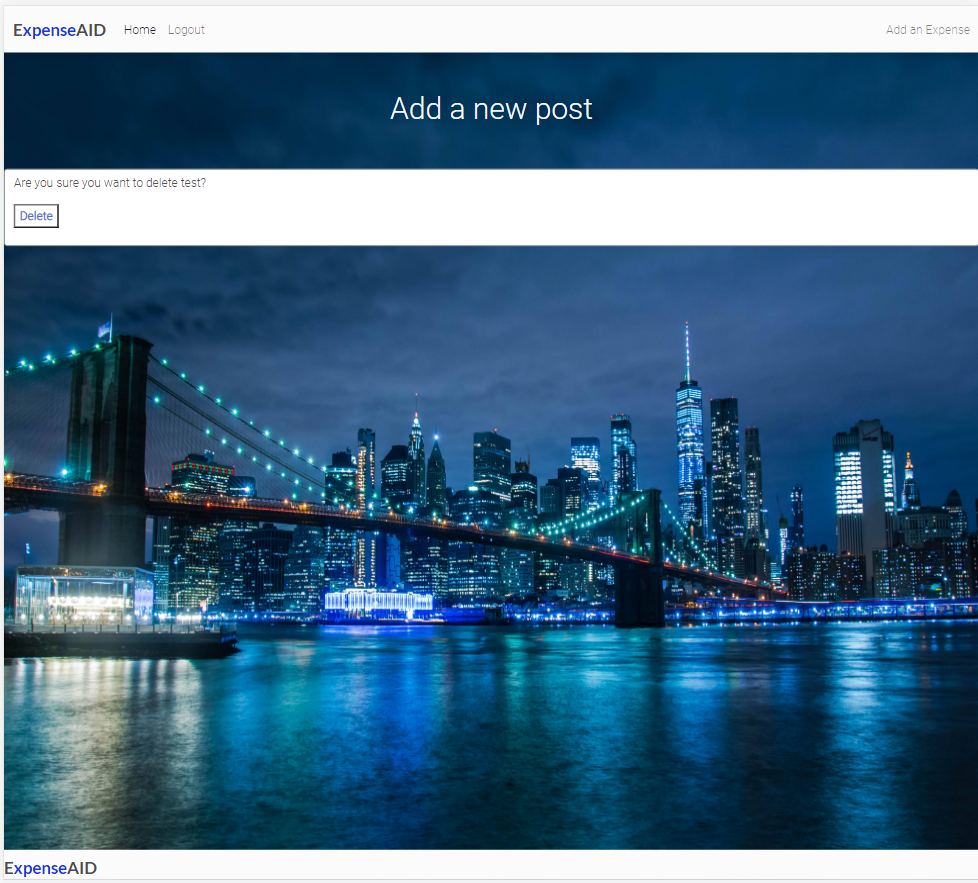 ExpenseAID Home Logout Add an Expense
Add a new post
Are you sure you want to delete test?
Delete
ExpenseAID